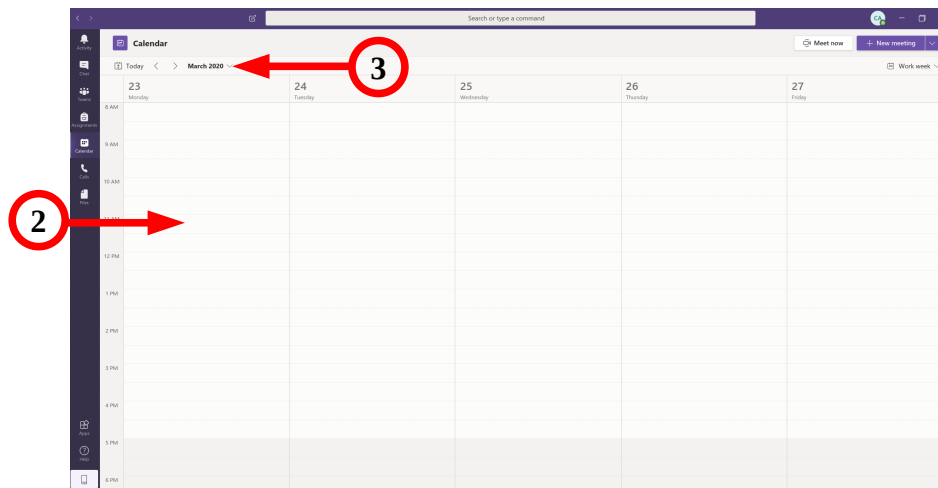 Search or type a command
CA
Activity
Calendar
Meet now
+ New meeting
Chat
Today
March 2020
3
Work week
Teams
23
24
25
26
27
Monday
Tuesday
Wednesday
Thursday
Friday
8 AM
Assignments
Calendar
9 AM
Calls
10 AM
Files
2
11 AM
12 PM
1 PM
2 PM
3 PM
4 PM
Apps
5 PM
Help
6 PM